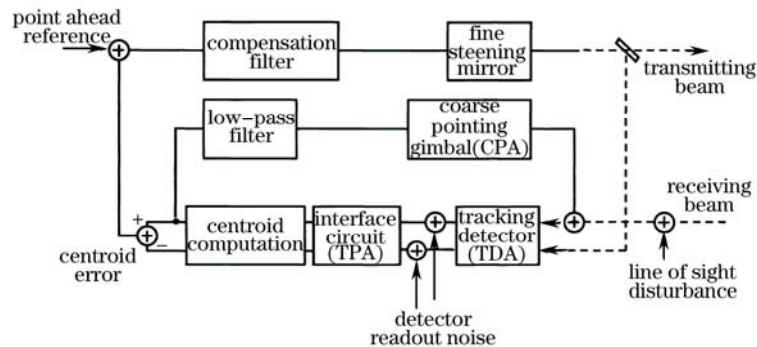 point ahead
reference
compensation
filter
fine
steening
mirror
transmitting
beam
low-pass
filter
coarse
pointing
gimbal(CPA)
receiving
beam
+
−
centroid
error
centroid
computation
interface
circuit
(TPA)
tracking
detector
(TDA)
line of sight
disturbance
detector
readout noise